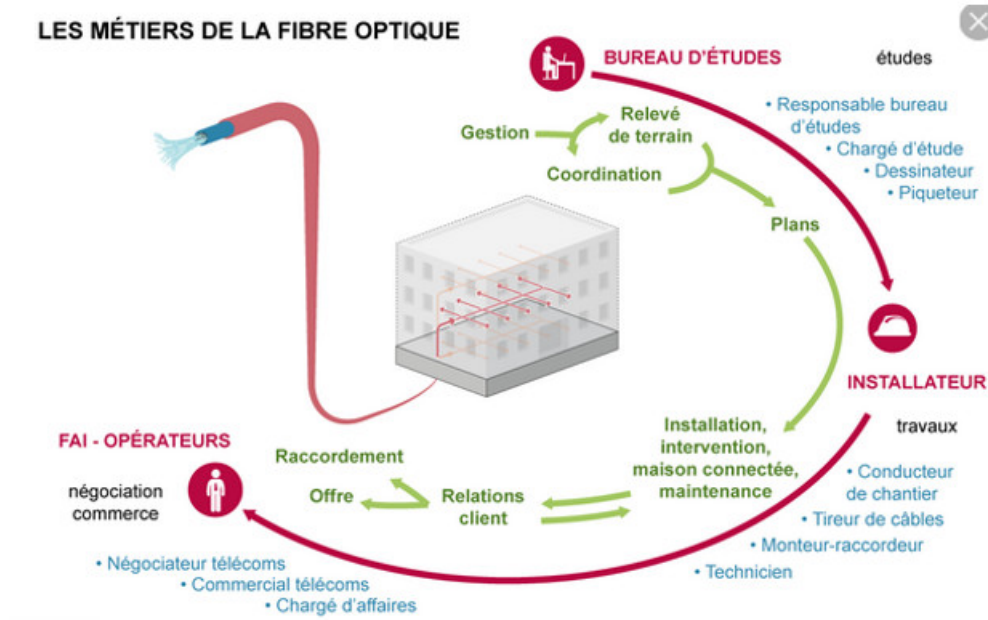 LES MÉTIERS DE LA FIBRE OPTIQUE
BUREAU D'ÉTUDES
études
• Responsable bureau
d'études
• Chargé d'étude
• Dessinateur
• Piqueteur
Gestion
Relevé
de terrain
Coordination
Plans
INSTALLATEUR
travaux
• Conducteur
de chantier
• Tireur de câbles
• Monteur-raccordeur
• Technicien
Installation,
intervention,
maison connectée,
maintenance
Relations
client
Raccordement
Offre
FAI - OPÉRATEURS
négociation
commerce
• Négociateur télécoms
• Commercial télécoms
• Chargé d'affaires